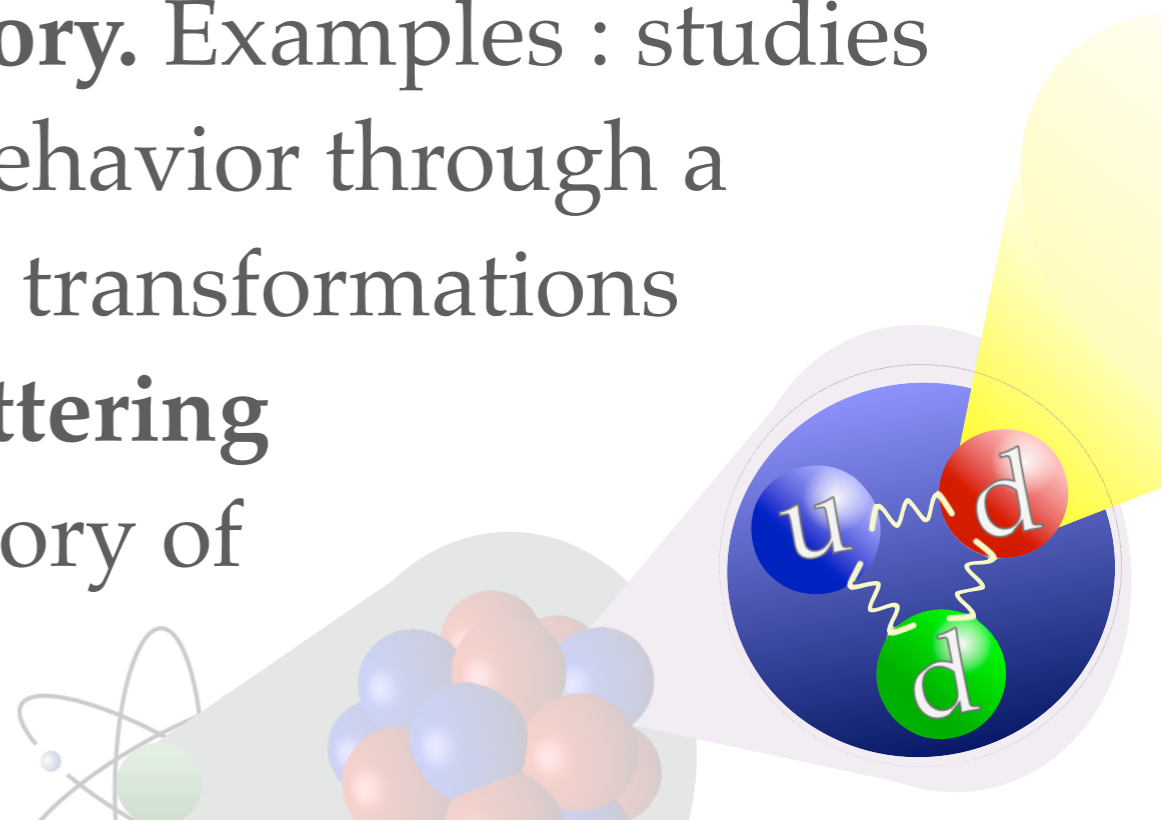 ory. Examples : studies
ehavior through a
transformations
ttering
ory of
u
d
d